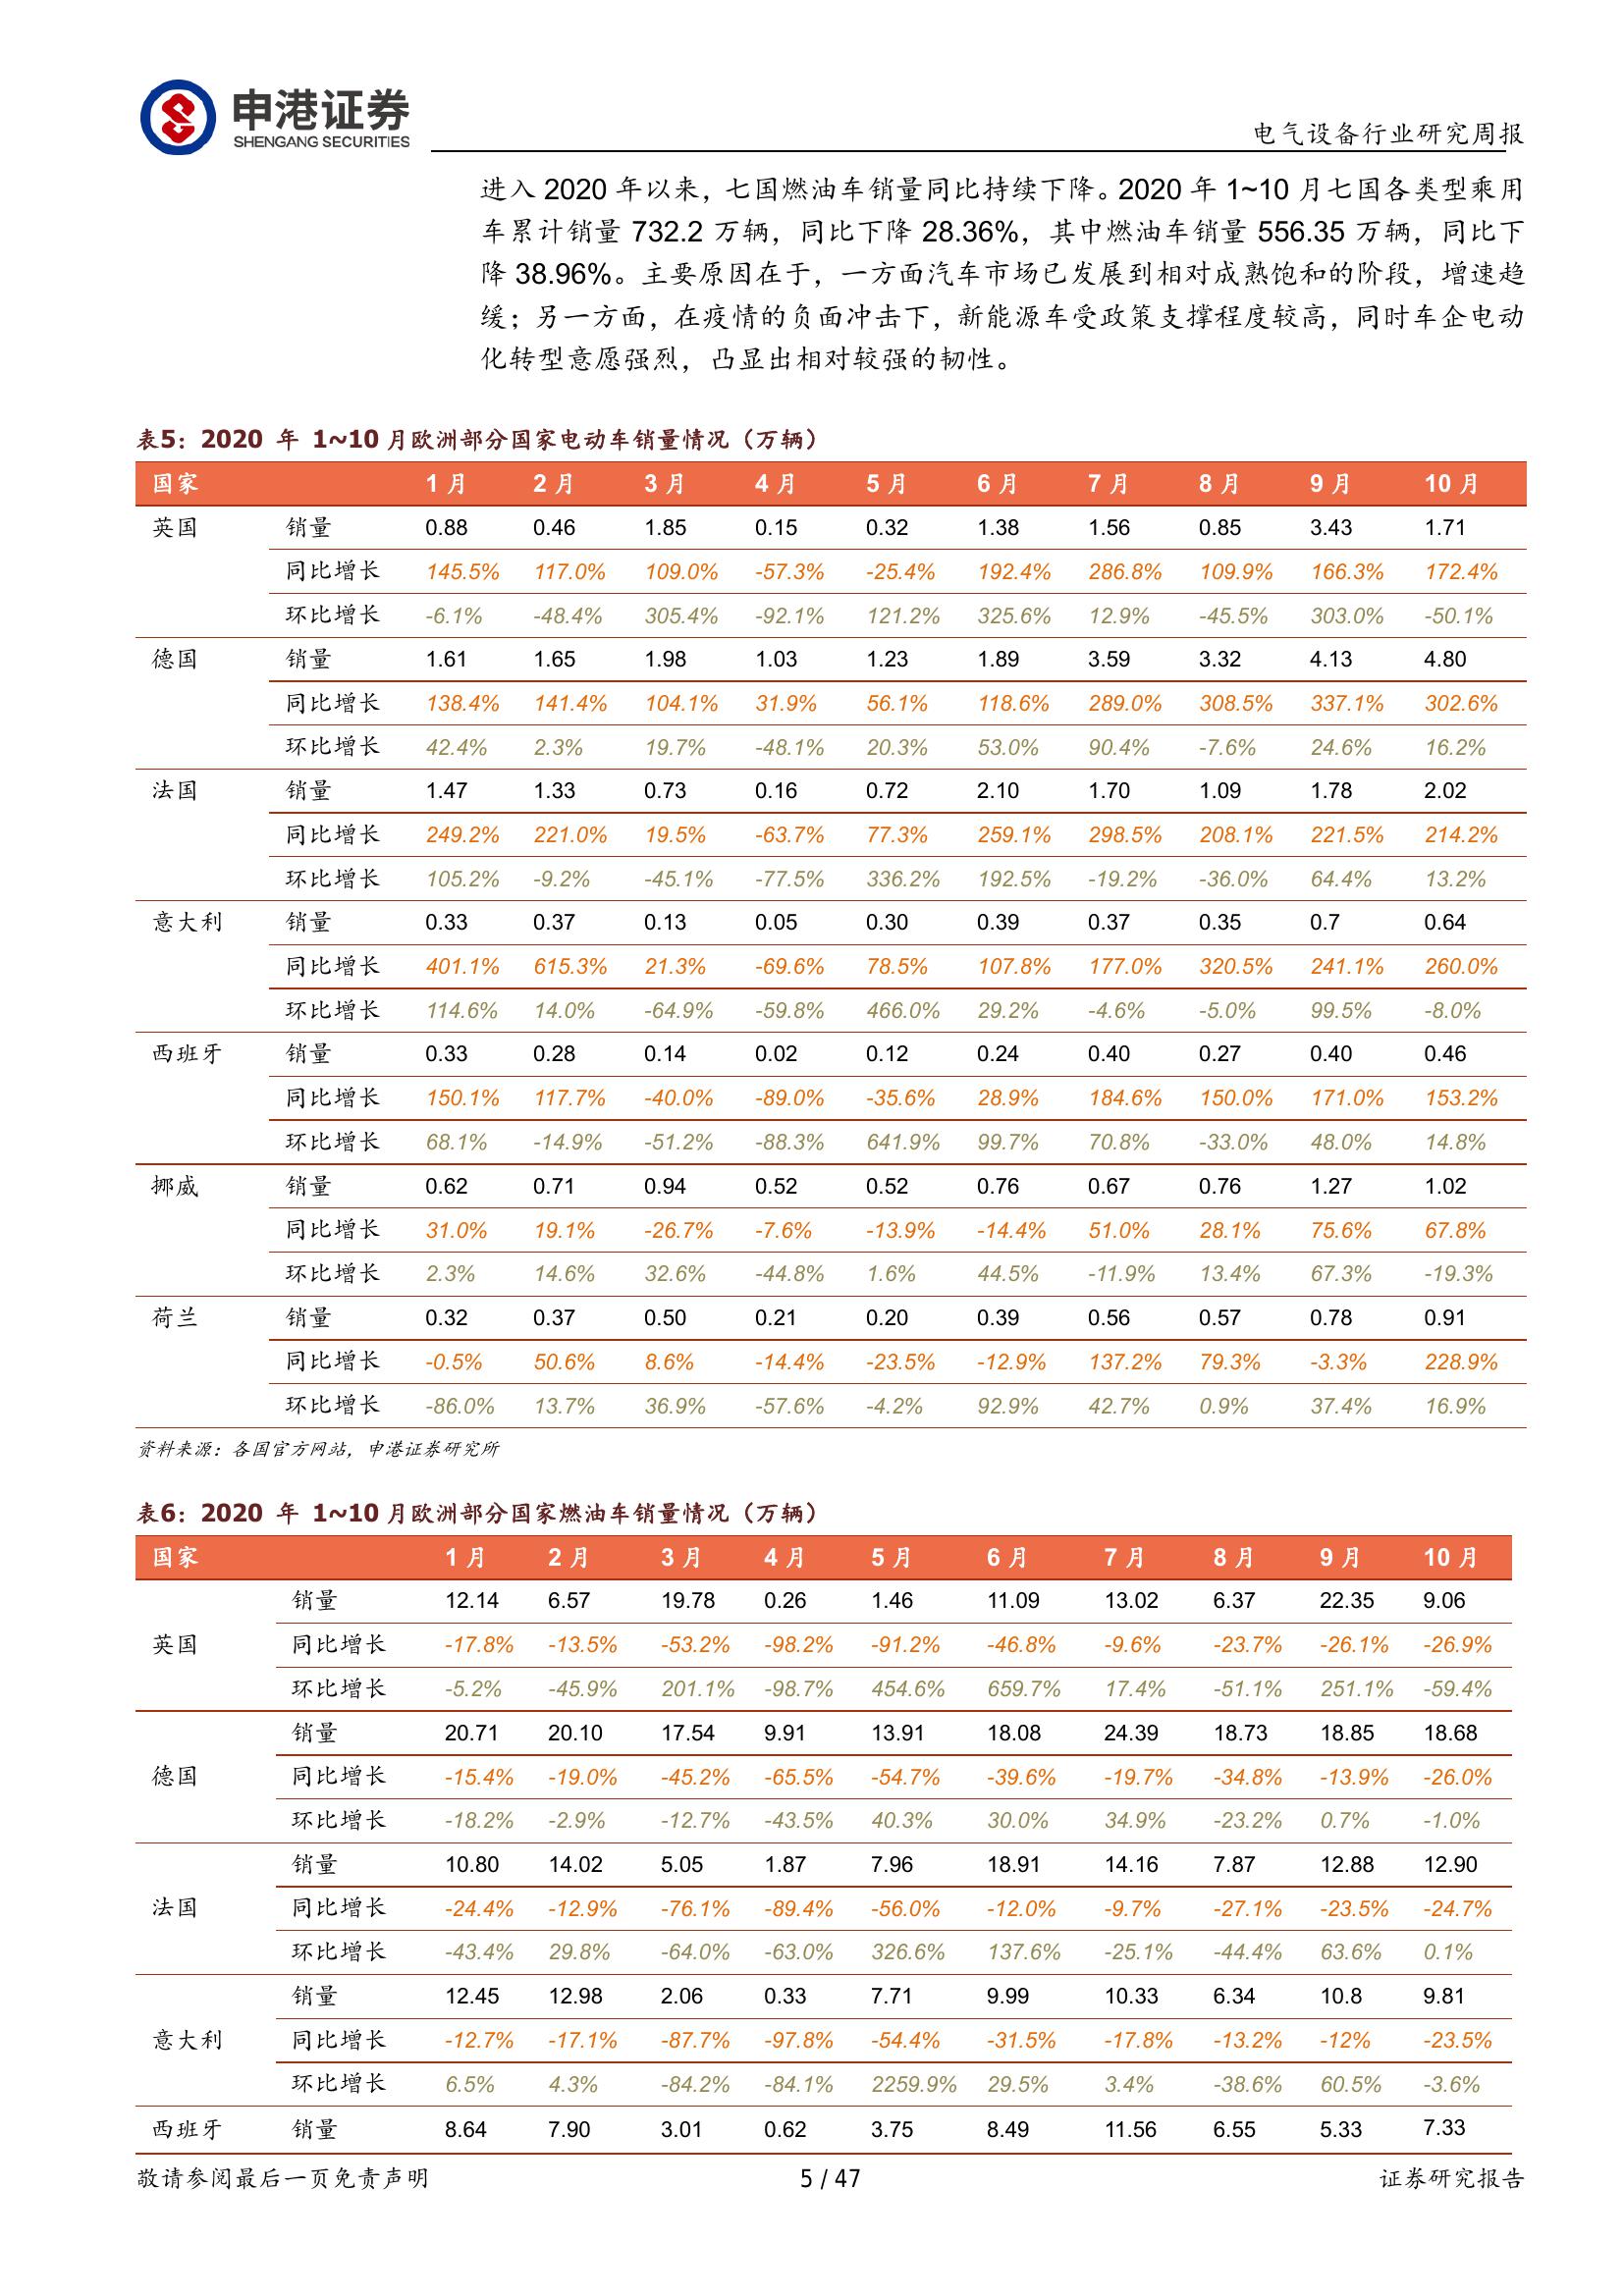 申港证券
SHENGANG SECURITIES
电气设备行业研究周报
进入 2020 年以来，七国燃油车销量同比持续下降。2020 年 1~10 月七国各类型乘用
车累计销量 732.2 万辆，同比下降 28.36%，其中燃油车销量 556.35 万辆，同比下
降 38.96%。主要原因在于，一方面汽车市场已发展到相对成熟饱和的阶段，增速趋
缓；另一方面，在疫情的负面冲击下，新能源车受政策支撑程度较高，同时车企电动
化转型意愿强烈，凸显出相对较强的韧性。
表5：2020 年 1~10 月欧洲部分国家电动车销量情况（万辆）
国家 1 月 2 月 3 月 4 月 5 月 6 月 7 月 8 月 9 月 10 月
英国 销量 0.88 0.46 1.85 0.15 0.32 1.38 1.56 0.85 3.43 1.71
同比增长 145.5% 117.0% 109.0% -57.3% -25.4% 192.4% 286.8% 109.9% 166.3% 172.4%
环比增长 -6.1% -48.4% 305.4% -92.1% 121.2% 325.6% 12.9% -45.5% 303.0% -50.1%
德国 销量 1.61 1.65 1.98 1.03 1.23 1.89 3.59 3.32 4.13 4.80
同比增长 138.4% 141.4% 104.1% 31.9% 56.1% 118.6% 289.0% 308.5% 337.1% 302.6%
环比增长 42.4% 2.3% 19.7% -48.1% 20.3% 53.0% 90.4% -7.6% 24.6% 16.2%
法国 销量 1.47 1.33 0.73 0.16 0.72 2.10 1.70 1.09 1.78 2.02
同比增长 249.2% 221.0% 19.5% -63.7% 77.3% 259.1% 298.5% 208.1% 221.5% 214.2%
环比增长 105.2% -9.2% -45.1% -77.5% 336.2% 192.5% -19.2% -36.0% 64.4% 13.2%
意大利 销量 0.33 0.37 0.13 0.05 0.30 0.39 0.37 0.35 0.7 0.64
同比增长 401.1% 615.3% 21.3% -69.6% 78.5% 107.8% 177.0% 320.5% 241.1% 260.0%
环比增长 114.6% 14.0% -64.9% -59.8% 466.0% 29.2% -4.6% -5.0% 99.5% -8.0%
西班牙 销量 0.33 0.28 0.14 0.02 0.12 0.24 0.40 0.27 0.40 0.46
同比增长 150.1% 117.7% -40.0% -89.0% -35.6% 28.9% 184.6% 150.0% 171.0% 153.2%
环比增长 68.1% -14.9% -51.2% -88.3% 641.9% 99.7% 70.8% -33.0% 48.0% 14.8%
挪威 销量 0.62 0.71 0.94 0.52 0.52 0.76 0.67 0.76 1.27 1.02
同比增长 31.0% 19.1% -26.7% -7.6% -13.9% -14.4% 51.0% 28.1% 75.6% 67.8%
环比增长 2.3% 14.6% 32.6% -44.8% 1.6% 44.5% -11.9% 13.4% 67.3% -19.3%
荷兰 销量 0.32 0.37 0.50 0.21 0.20 0.39 0.56 0.57 0.78 0.91
同比增长 -0.5% 50.6% 8.6% -14.4% -23.5% -12.9% 137.2% 79.3% -3.3% 228.9%
环比增长 -86.0% 13.7% 36.9% -57.6% -4.2% 92.9% 42.7% 0.9% 37.4% 16.9%
资料来源：各国官方网站，申港证券研究所
表6：2020 年 1~10 月欧洲部分国家燃油车销量情况（万辆）
国家 1 月 2 月 3 月 4 月 5 月 6 月 7 月 8 月 9 月 10 月
销量 12.14 6.57 19.78 0.26 1.46 11.09 13.02 6.37 22.35 9.06
英国 同比增长 -17.8% -13.5% -53.2% -98.2% -91.2% -46.8% -9.6% -23.7% -26.1% -26.9%
环比增长 -5.2% -45.9% 201.1% -98.7% 454.6% 659.7% 17.4% -51.1% 251.1% -59.4%
销量 20.71 20.10 17.54 9.91 13.91 18.08 24.39 18.73 18.85 18.68
德国 同比增长 -15.4% -19.0% -45.2% -65.5% -54.7% -39.6% -19.7% -34.8% -13.9% -26.0%
环比增长 -18.2% -2.9% -12.7% -43.5% 40.3% 30.0% 34.9% -23.2% 0.7% -1.0%
销量 10.80 14.02 5.05 1.87 7.96 18.91 14.16 7.87 12.88 12.90
法国 同比增长 -24.4% -12.9% -76.1% -89.4% -56.0% -12.0% -9.7% -27.1% -23.5% -24.7%
环比增长 -43.4% 29.8% -64.0% -63.0% 326.6% 137.6% -25.1% -44.4% 63.6% 0.1%
销量 12.45 12.98 2.06 0.33 7.71 9.99 10.33 6.34 10.8 9.81
意大利 同比增长 -12.7% -17.1% -87.7% -97.8% -54.4% -31.5% -17.8% -13.2% -12% -23.5%
环比增长 6.5% 4.3% -84.2% -84.1% 2259.9% 29.5% 3.4% -38.6% 60.5% -3.6%
西班牙 销量 8.64 7.90 3.01 0.62 3.75 8.49 11.56 6.55 5.33 7.33
敬请参阅最后一页免责声明 5 / 47 证券研究报告